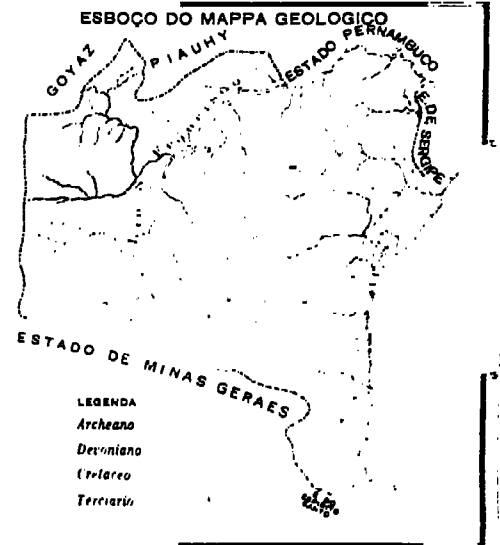 ESBOÇO DO MAPPA GEOLOGICO
GOYAZ
PIAUHY
ESTADO PERNAMBUCO
E. DE SERGIPE
ESTADO DE MINAS GERAES
LEGENDA
Archeano
Devoniano
Cretaceo
Terciario